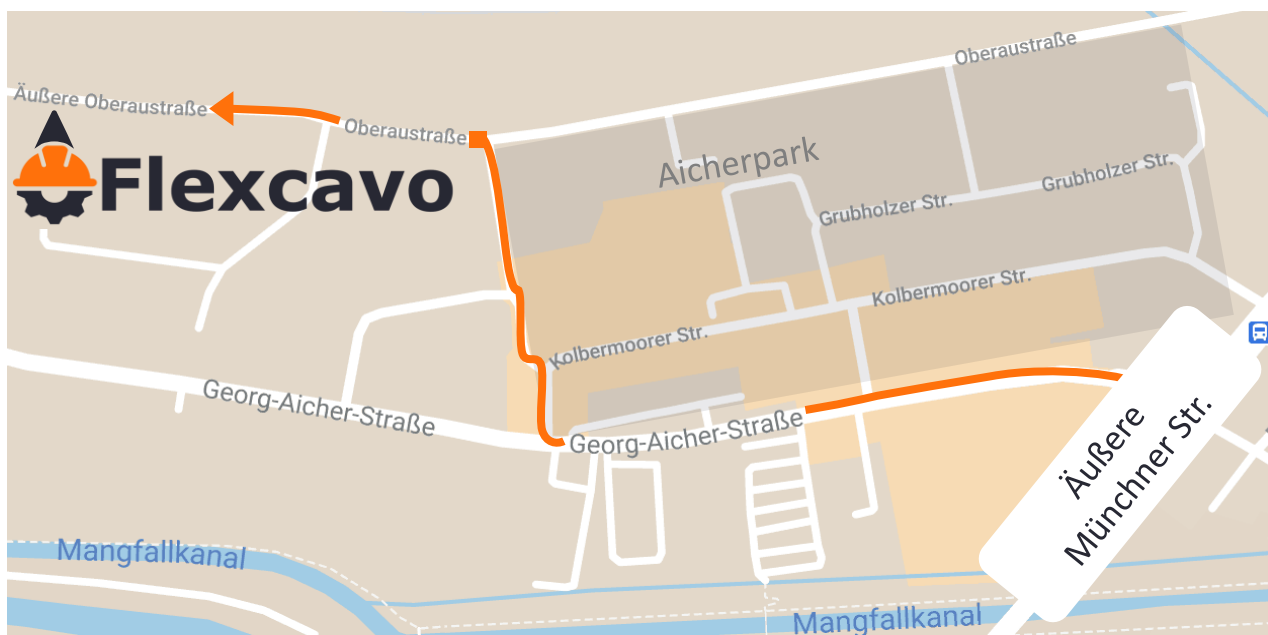 Oberaustraße
Äußere Oberaustraße
Oberaustraße
Flexcavo
Aicherpark
Grubholzer Str.
Grubholzer Str.
Kolbermoorer Str.
Kolbermoorer Str.
Georg-Aicher-Straße
Georg-Aicher-Straße
Äußere
Münchner Str.
Mangfallkanal
Mangfallkanal